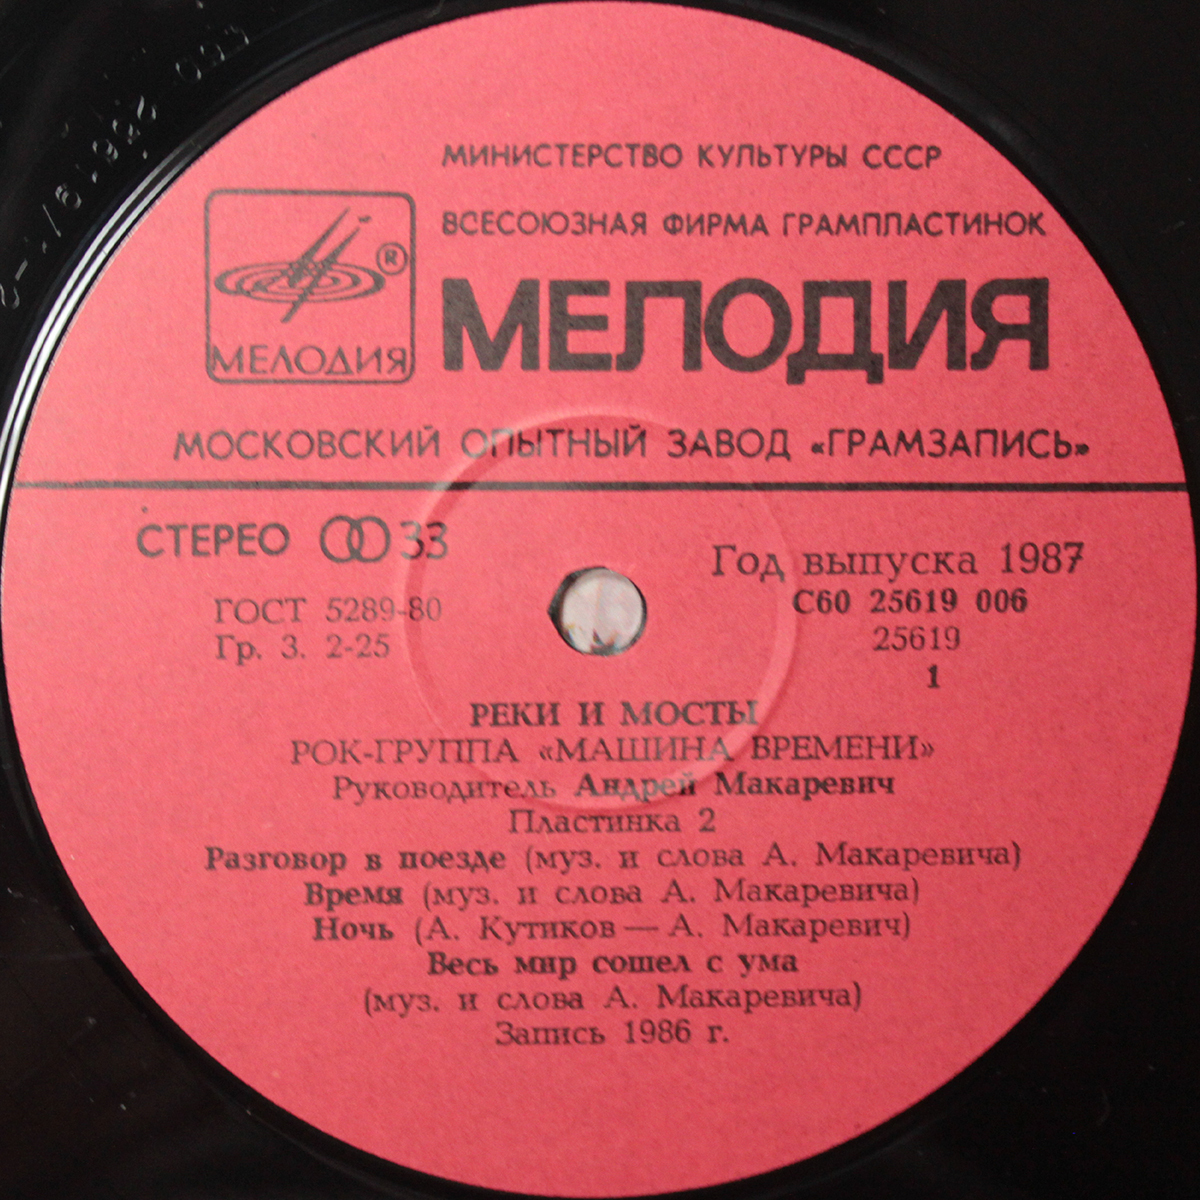 МИНИСТЕРСТВО КУЛЬТУРЫ СССР
ВСЕСОЮЗНАЯ ФИРМА ГРАМПЛАСТИНОК
®
МЕЛОДИЯ
МЕЛОДИЯ
МОСКОВСКИЙ ОПЫТНЫЙ ЗАВОД «ГРАМЗАПИСЬ»
СТЕРЕО 33
Год выпуска 1987
ГОСТ 5289-80
С60 25619 006
Гр. 3. 2-25
25619
1
РЕКИ И МОСТЫ
РОК-ГРУППА «МАШИНА ВРЕМЕНИ»
Руководитель Андрей Макаревич
Пластинка 2
Разговор в поезде (муз. и слова А. Макаревича)
Время (муз. и слова А. Макаревича)
Ночь (А. Кутиков — А. Макаревич)
Весь мир сошел с ума
(муз. и слова А. Макаревича)
Запись 1986 г.